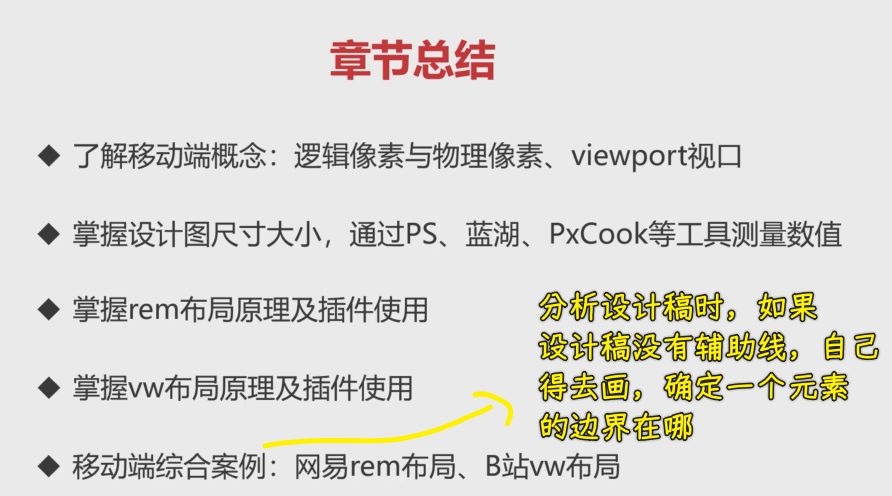 章节总结
◆ 了解移动端概念：逻辑像素与物理像素、viewport视口
◆ 掌握设计图尺寸大小，通过PS、蓝湖、PxCook等工具测量数值
◆ 掌握rem布局原理及插件使用
◆ 掌握vw布局原理及插件使用
◆ 移动端综合案例：网易rem布局、B站vw布局
分析设计稿时，如果
设计稿没有辅助线，自己
得去画，确定一个元素
的边界在哪